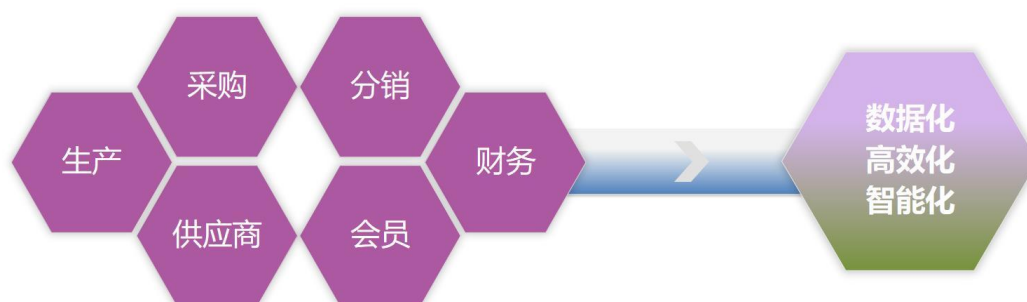 采购
分销
生产
财务
供应商
会员
数据化
高效化
智能化